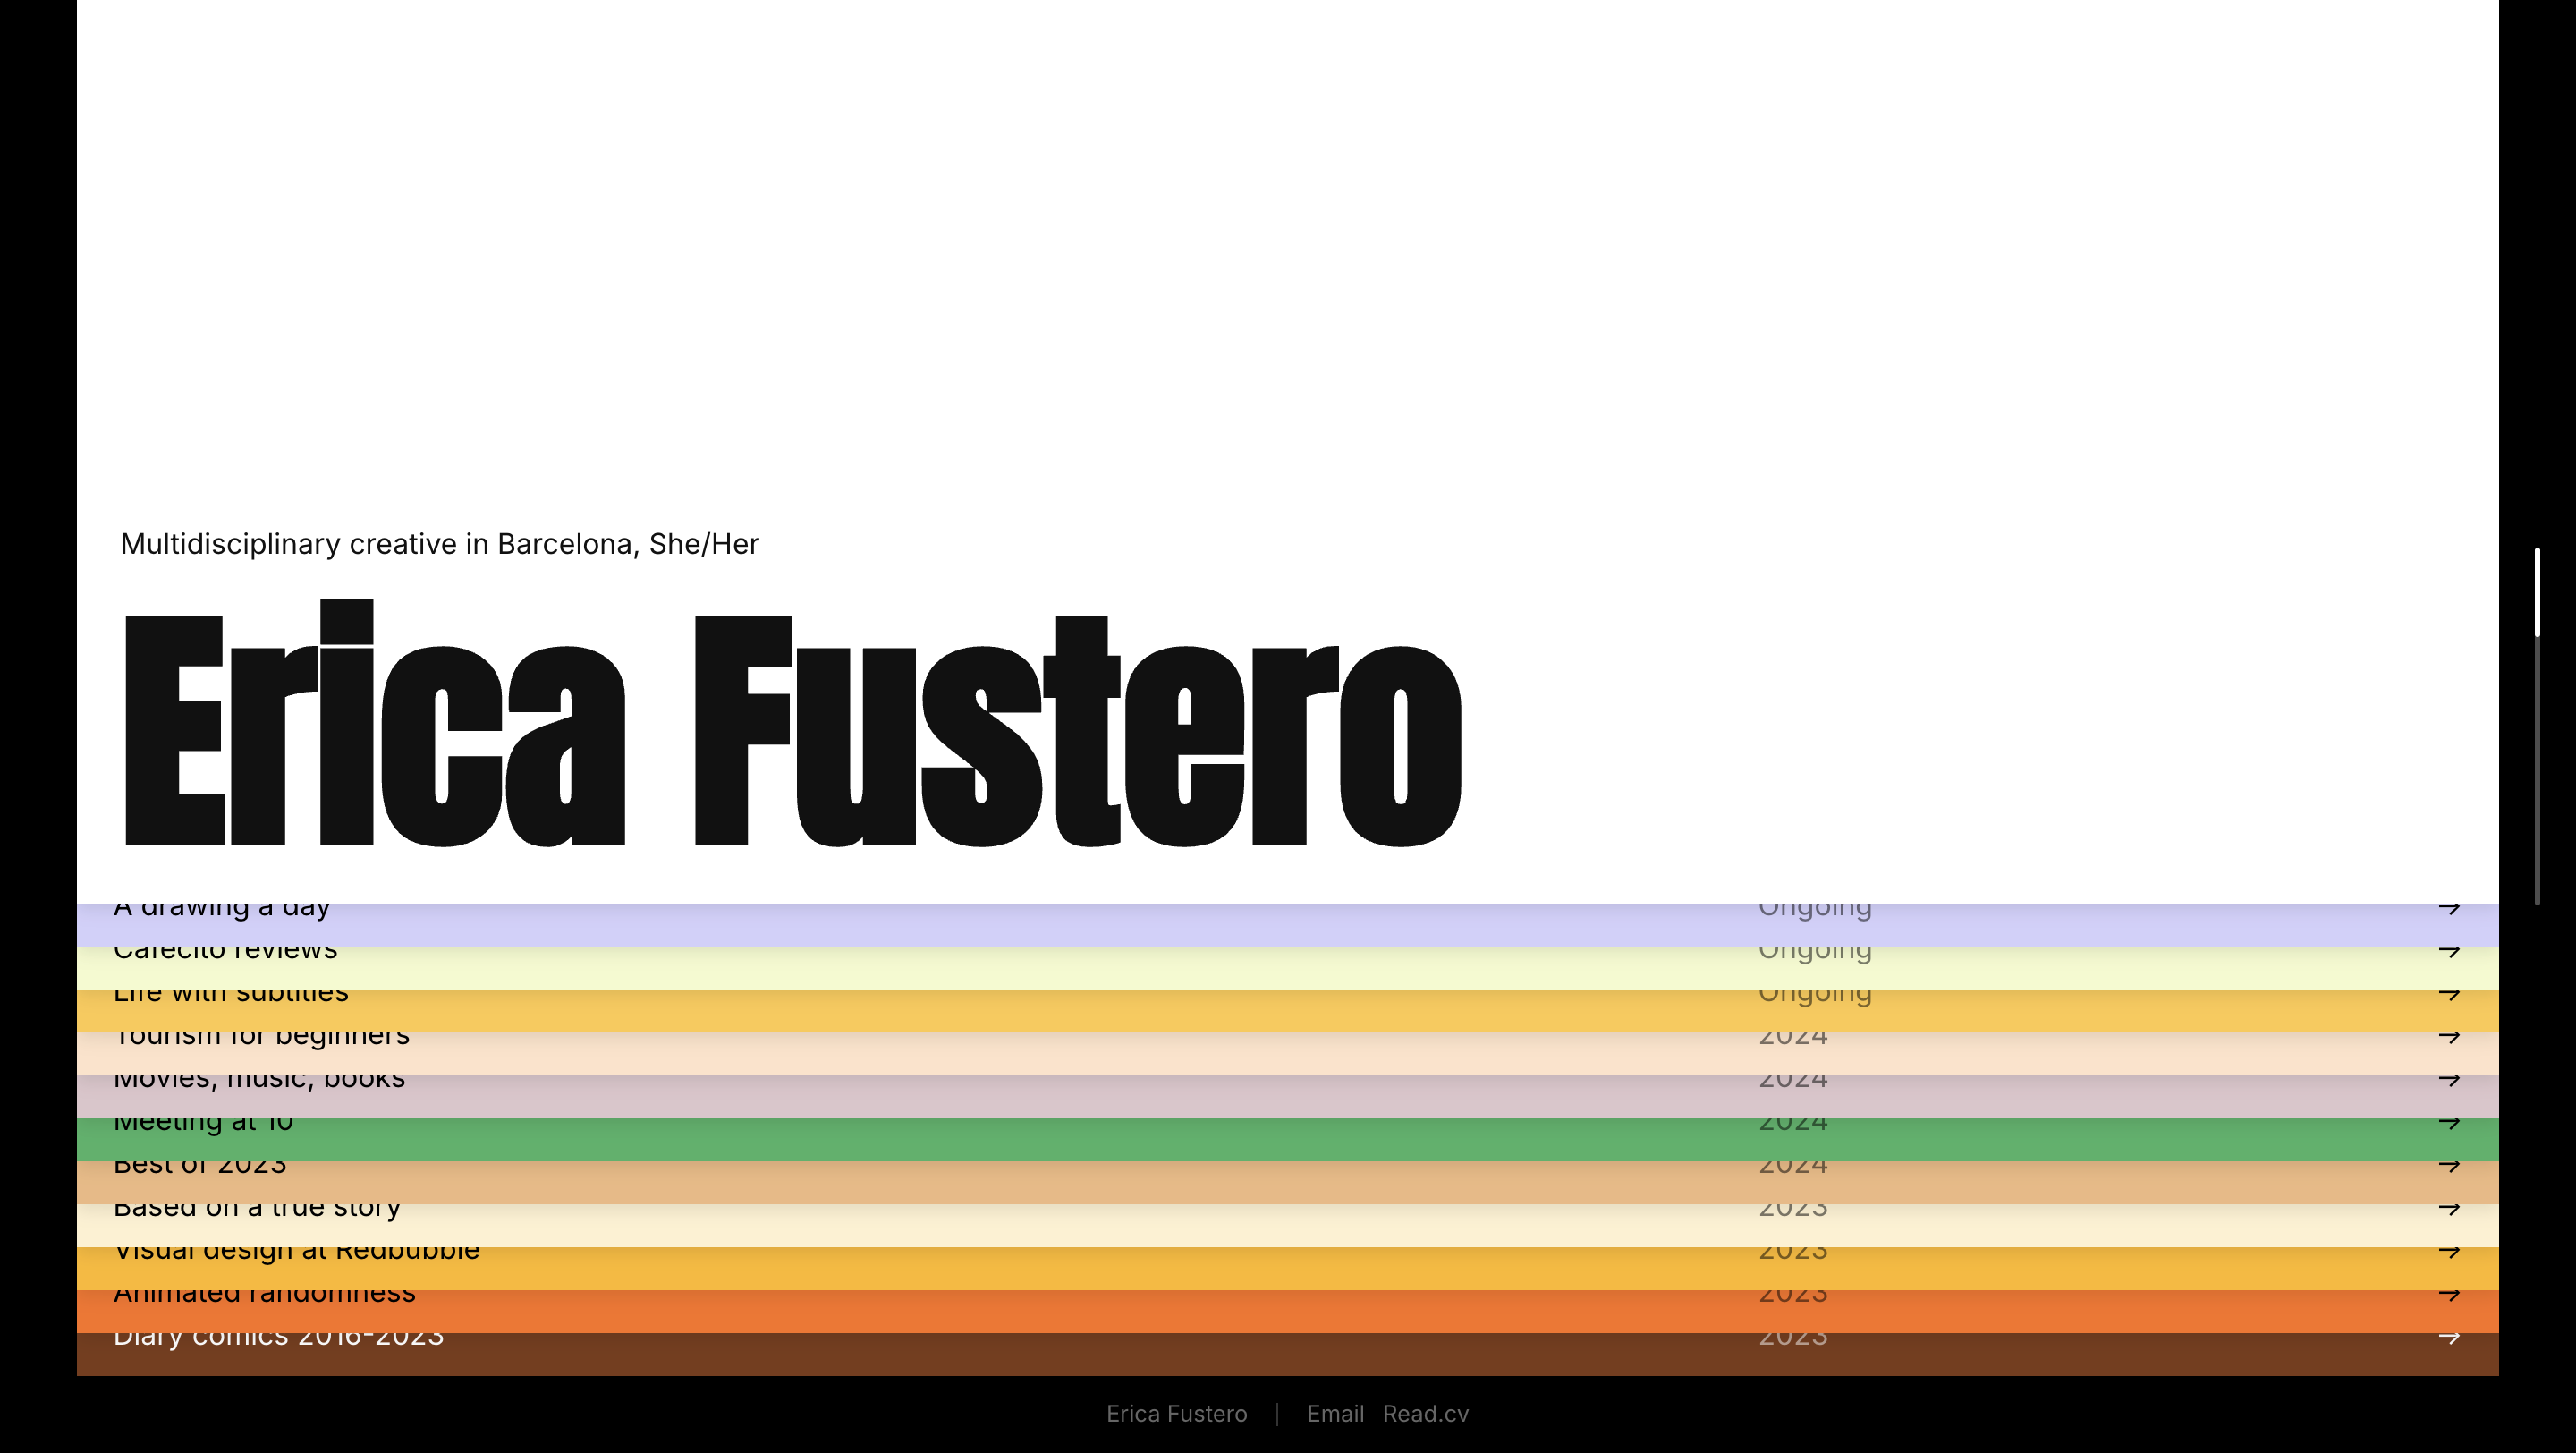 Multidisciplinary creative in Barcelona, She/Her
Erica Fustero
A drawing a day Ongoing →
Cafecito reviews Ongoing →
Life with subtitles Ongoing →
Tourism for beginners 2024 →
Movies, music, books 2024 →
Meeting at 10 2024 →
Best of 2023 2024 →
Based on a true story 2023 →
Visual design at Redbubble 2023 →
Animated randomness 2023 →
Diary comics 2016-2023 2023 →
Erica Fustero | Email Read.cv